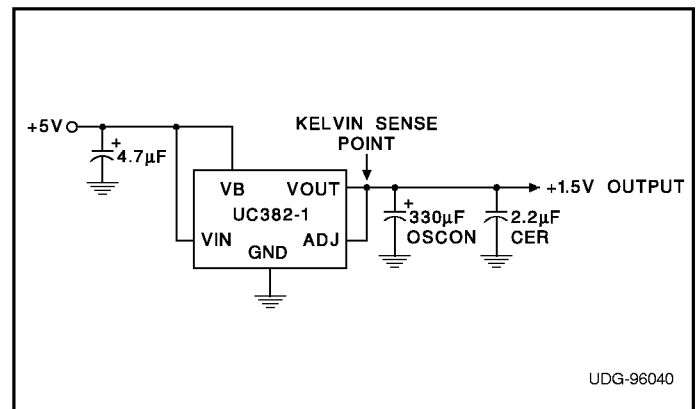 KELVIN SENSE
POINT
+5V
+
4.7µF
VB
VOUT
+1.5V OUTPUT
UC382-1
VIN
GND
ADJ
+
330µF
OSCON
2.2µF
CER
UDG-96040